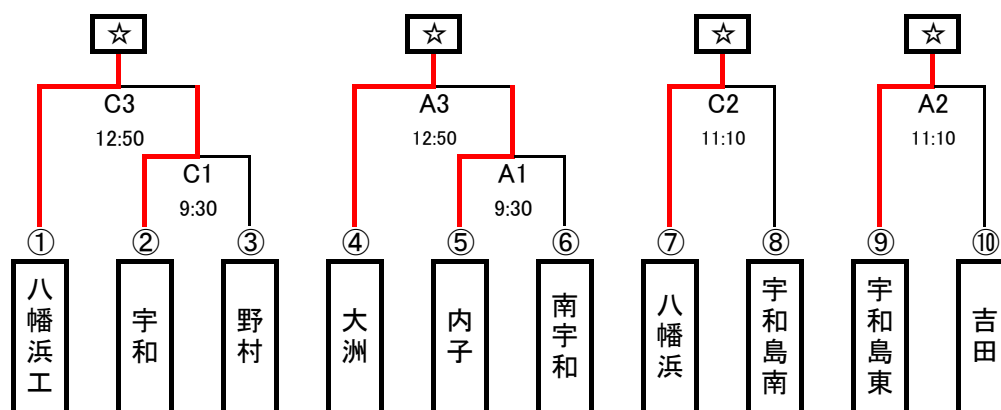 ☆ ☆ ☆ ☆
C3 A3 C2 A2
12:50 12:50 11:10 11:10
C1 A1
9:30 9:30
① ② ③ ④ ⑤ ⑥ ⑦ ⑧ ⑨ ⑩
八幡浜工
宇和
野村
大洲
内子
南宇和
八幡浜
宇和島南
宇和島東
吉田